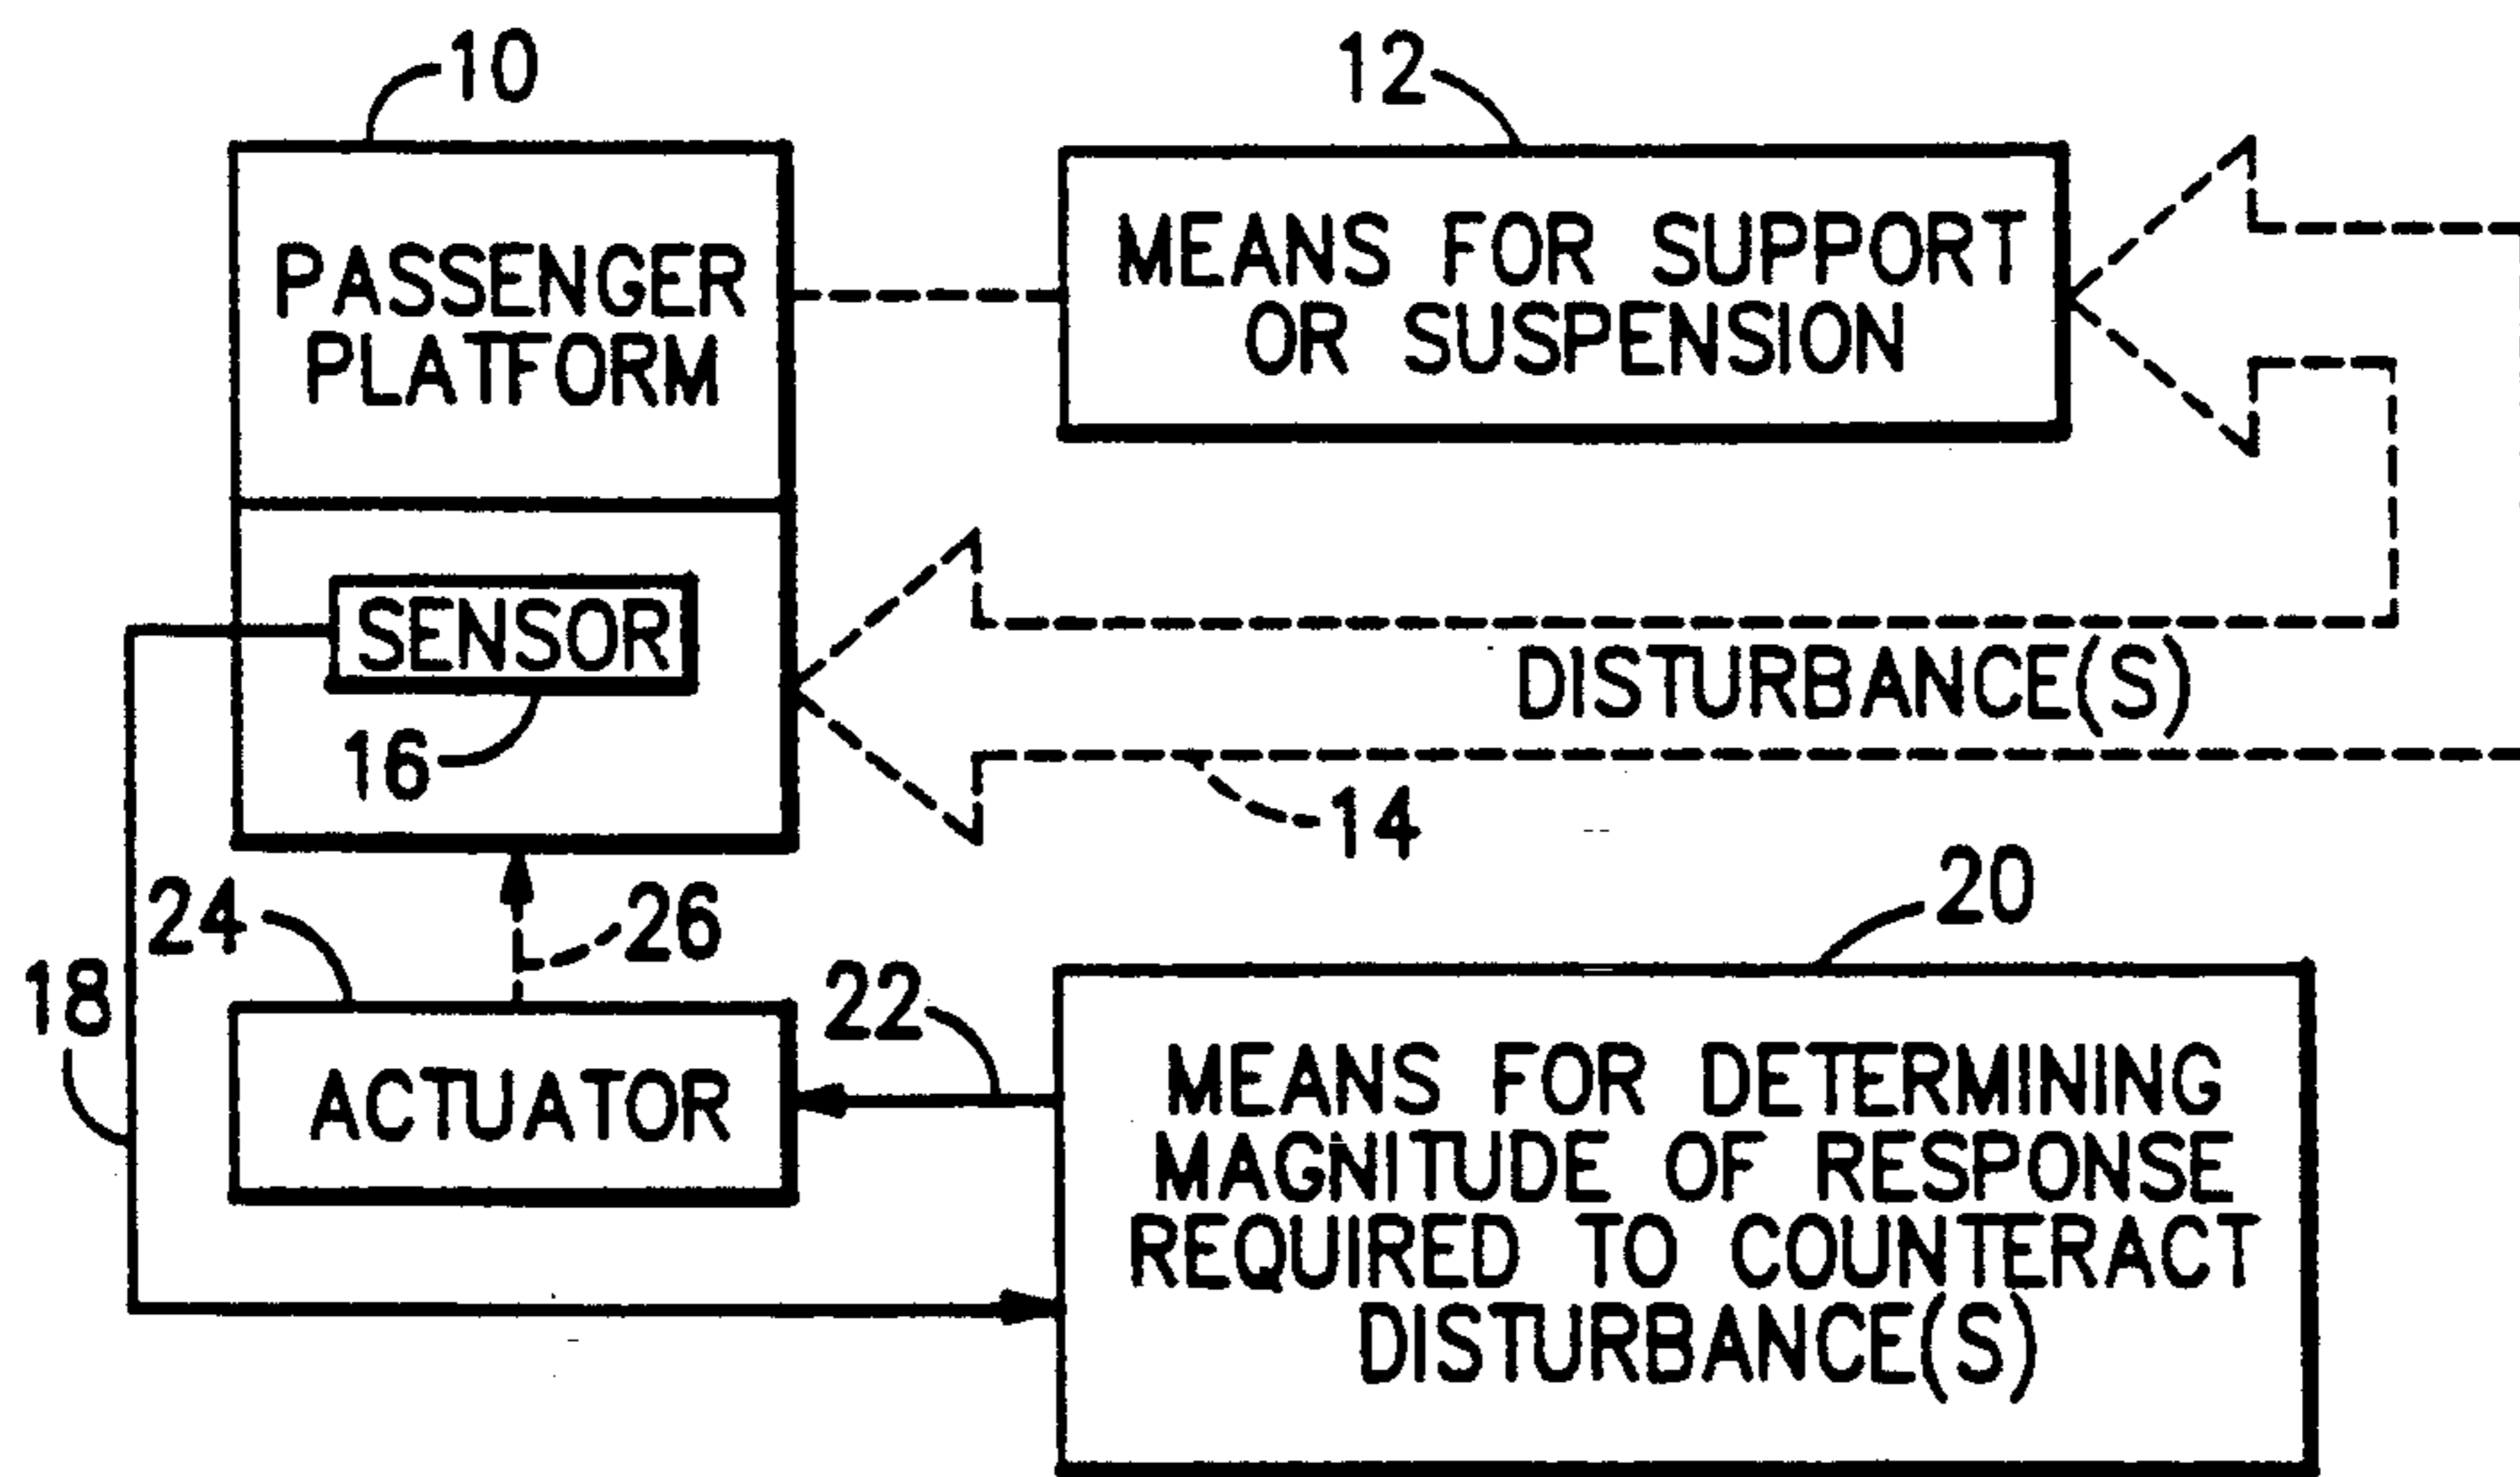 10
12
PASSENGER
PLATFORM
MEANS FOR SUPPORT
OR SUSPENSION
SENSOR
16
DISTURBANCE(S)
14
24
26
20
18
22
ACTUATOR
MEANS FOR DETERMINING
MAGNITUDE OF RESPONSE
REQUIRED TO COUNTERACT
DISTURBANCE(S)